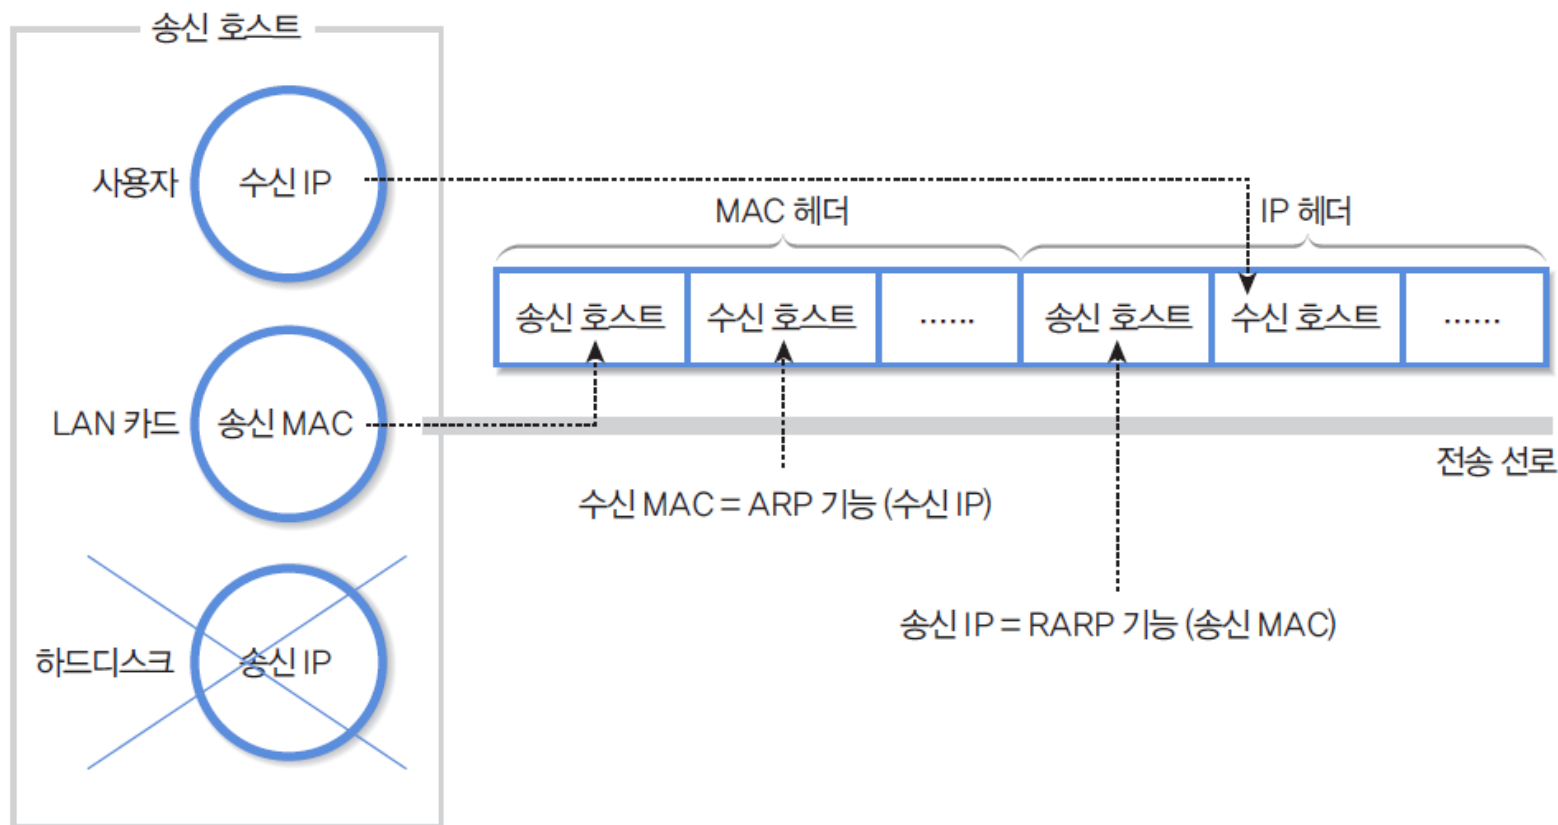 송신 호스트
사용자
수신 IP
LAN 카드
송신 MAC
하드디스크
송신 IP
MAC 헤더
IP 헤더
송신 호스트
수신 호스트
……
송신 호스트
수신 호스트
……
전송 선로
수신 MAC = ARP 기능 (수신 IP)
송신 IP = RARP 기능 (송신 MAC)